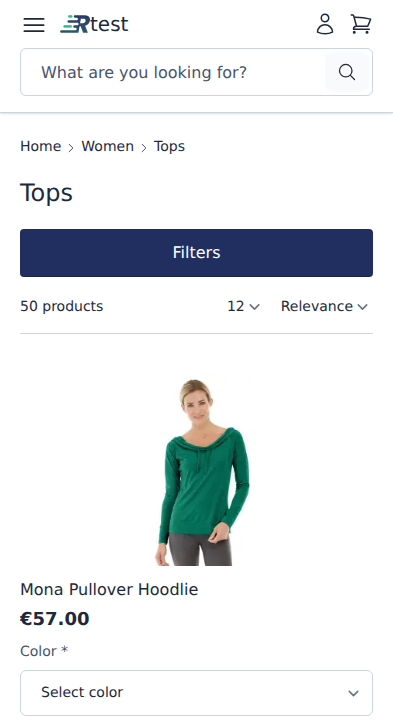 Rtest
What are you looking for?
Home > Women > Tops
Tops
Filters
50 products 12 Relevance
Mona Pullover Hoodlie
€57.00
Color *
Select color